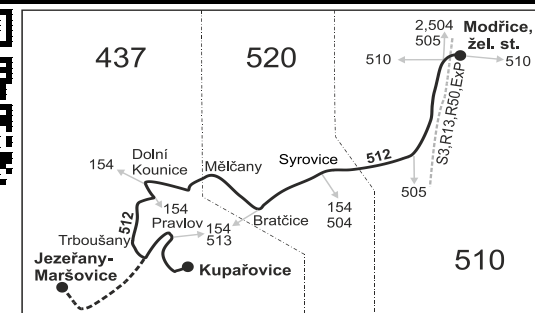 2,504
505
Modřice,
žel. st.
437
520
510
510
S3,R13,R50,ExP
Dolní
Kounice
Mělčany
Syrovice
512
154
505
154
Pravlov
154
513
Bratčice
154
504
512
Trboušany
Jezeřany-
Maršovice
Kupařovice
510